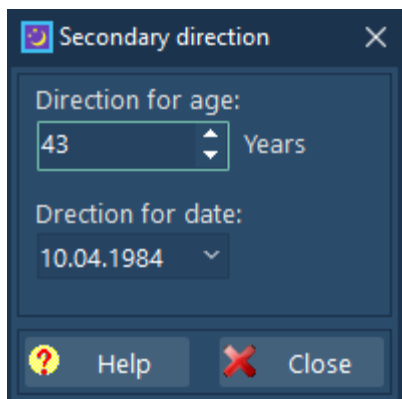 Secondary direction
Direction for age:
43 Years
Drection for date:
10.04.1984
Help Close